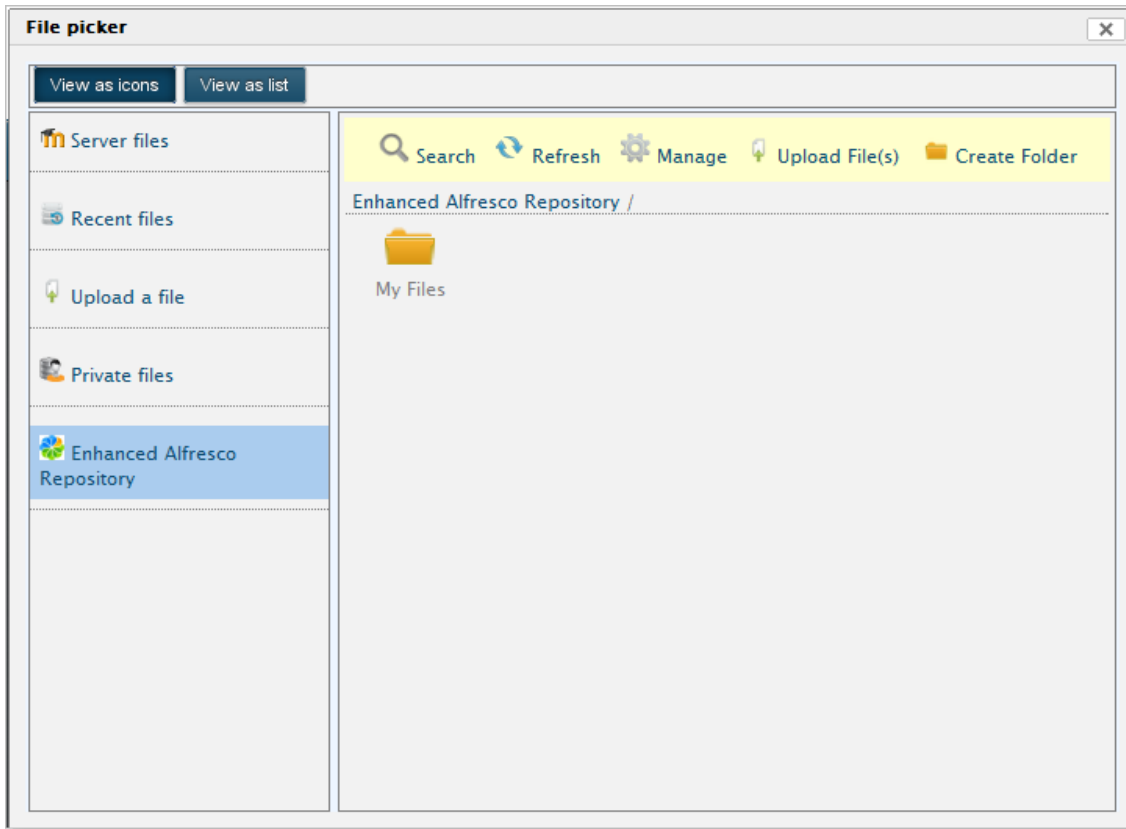 File picker
View as icons View as list
Server files
Recent files
Upload a file
Private files
Enhanced Alfresco
Repository
Search Refresh Manage Upload File(s) Create Folder
Enhanced Alfresco Repository /
My Files